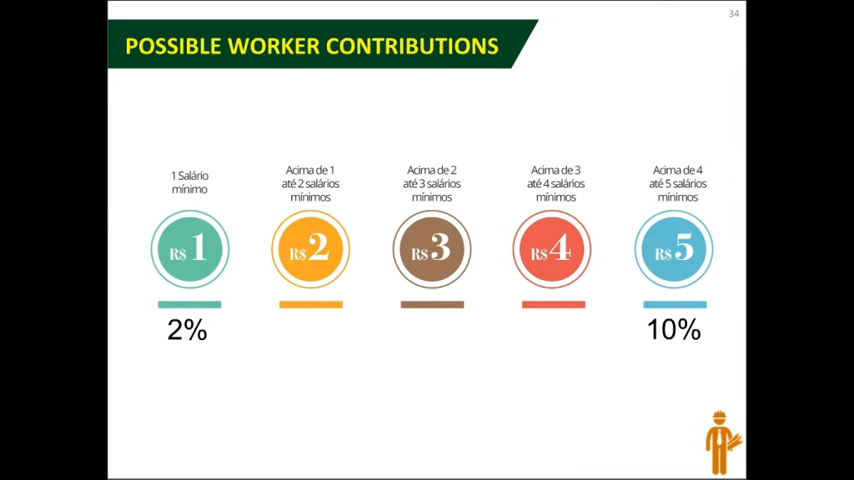 34
POSSIBLE WORKER CONTRIBUTIONS
1 Salário
mínimo
Acima de 1
até 2 salários
mínimos
Acima de 2
até 3 salários
mínimos
Acima de 3
até 4 salários
mínimos
Acima de 4
até 5 salários
mínimos
R$ 1
R$ 2
R$ 3
R$ 4
R$ 5
2%
10%